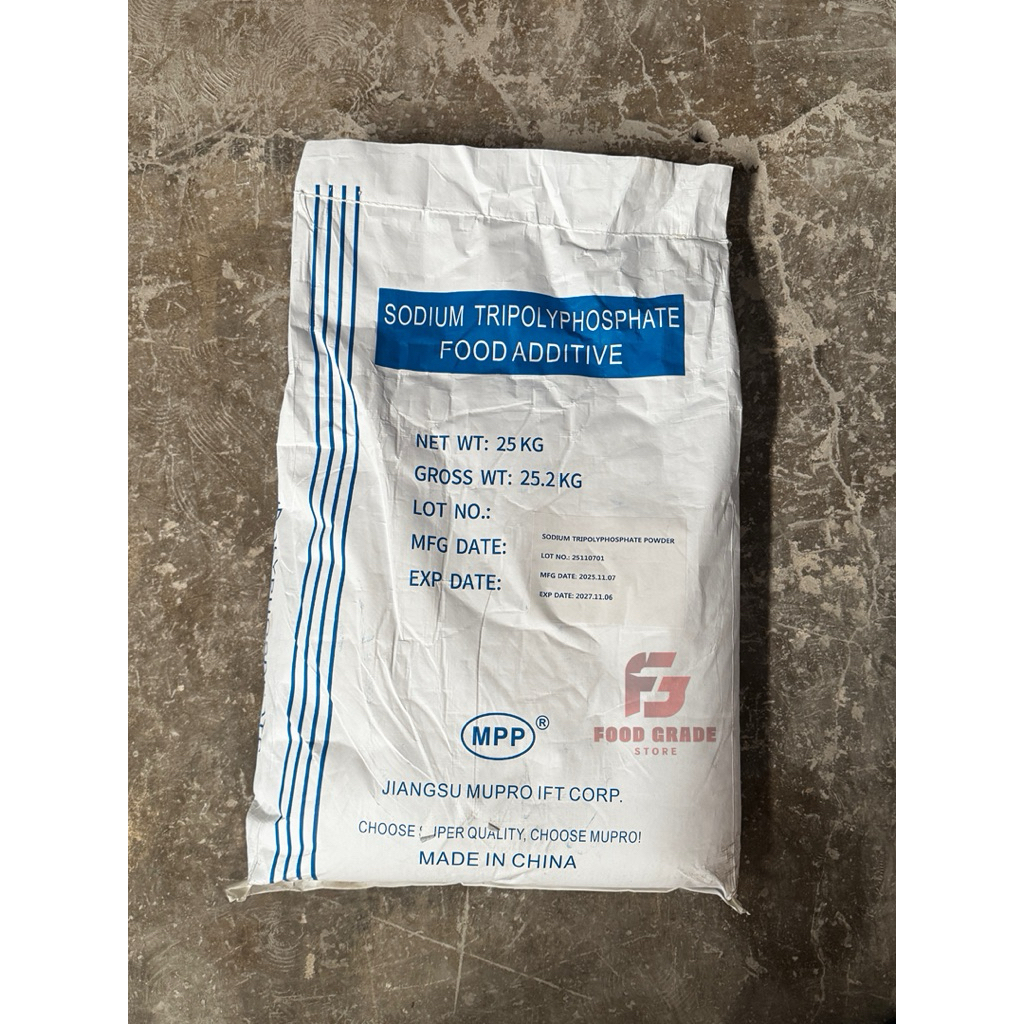 SODIUM TRIPOLYPHOSPHATE
FOOD ADDITIVE
NET WT: 25 KG
GROSS WT: 25.2 KG
LOT NO.:
MFG DATE:
EXP DATE:
SODIUM TRIPOLYPHOSPHATE POWDER
LOT NO.: 25110701
MFG DATE: 2025.11.07
EXP DATE: 2027.11.06
FOOD GRADE
STORE
MPP®
JIANGSU MUPRO IFT CORP.
CHOOSE QUALITY, CHOOSE MUPRO!
MADE IN CHINA